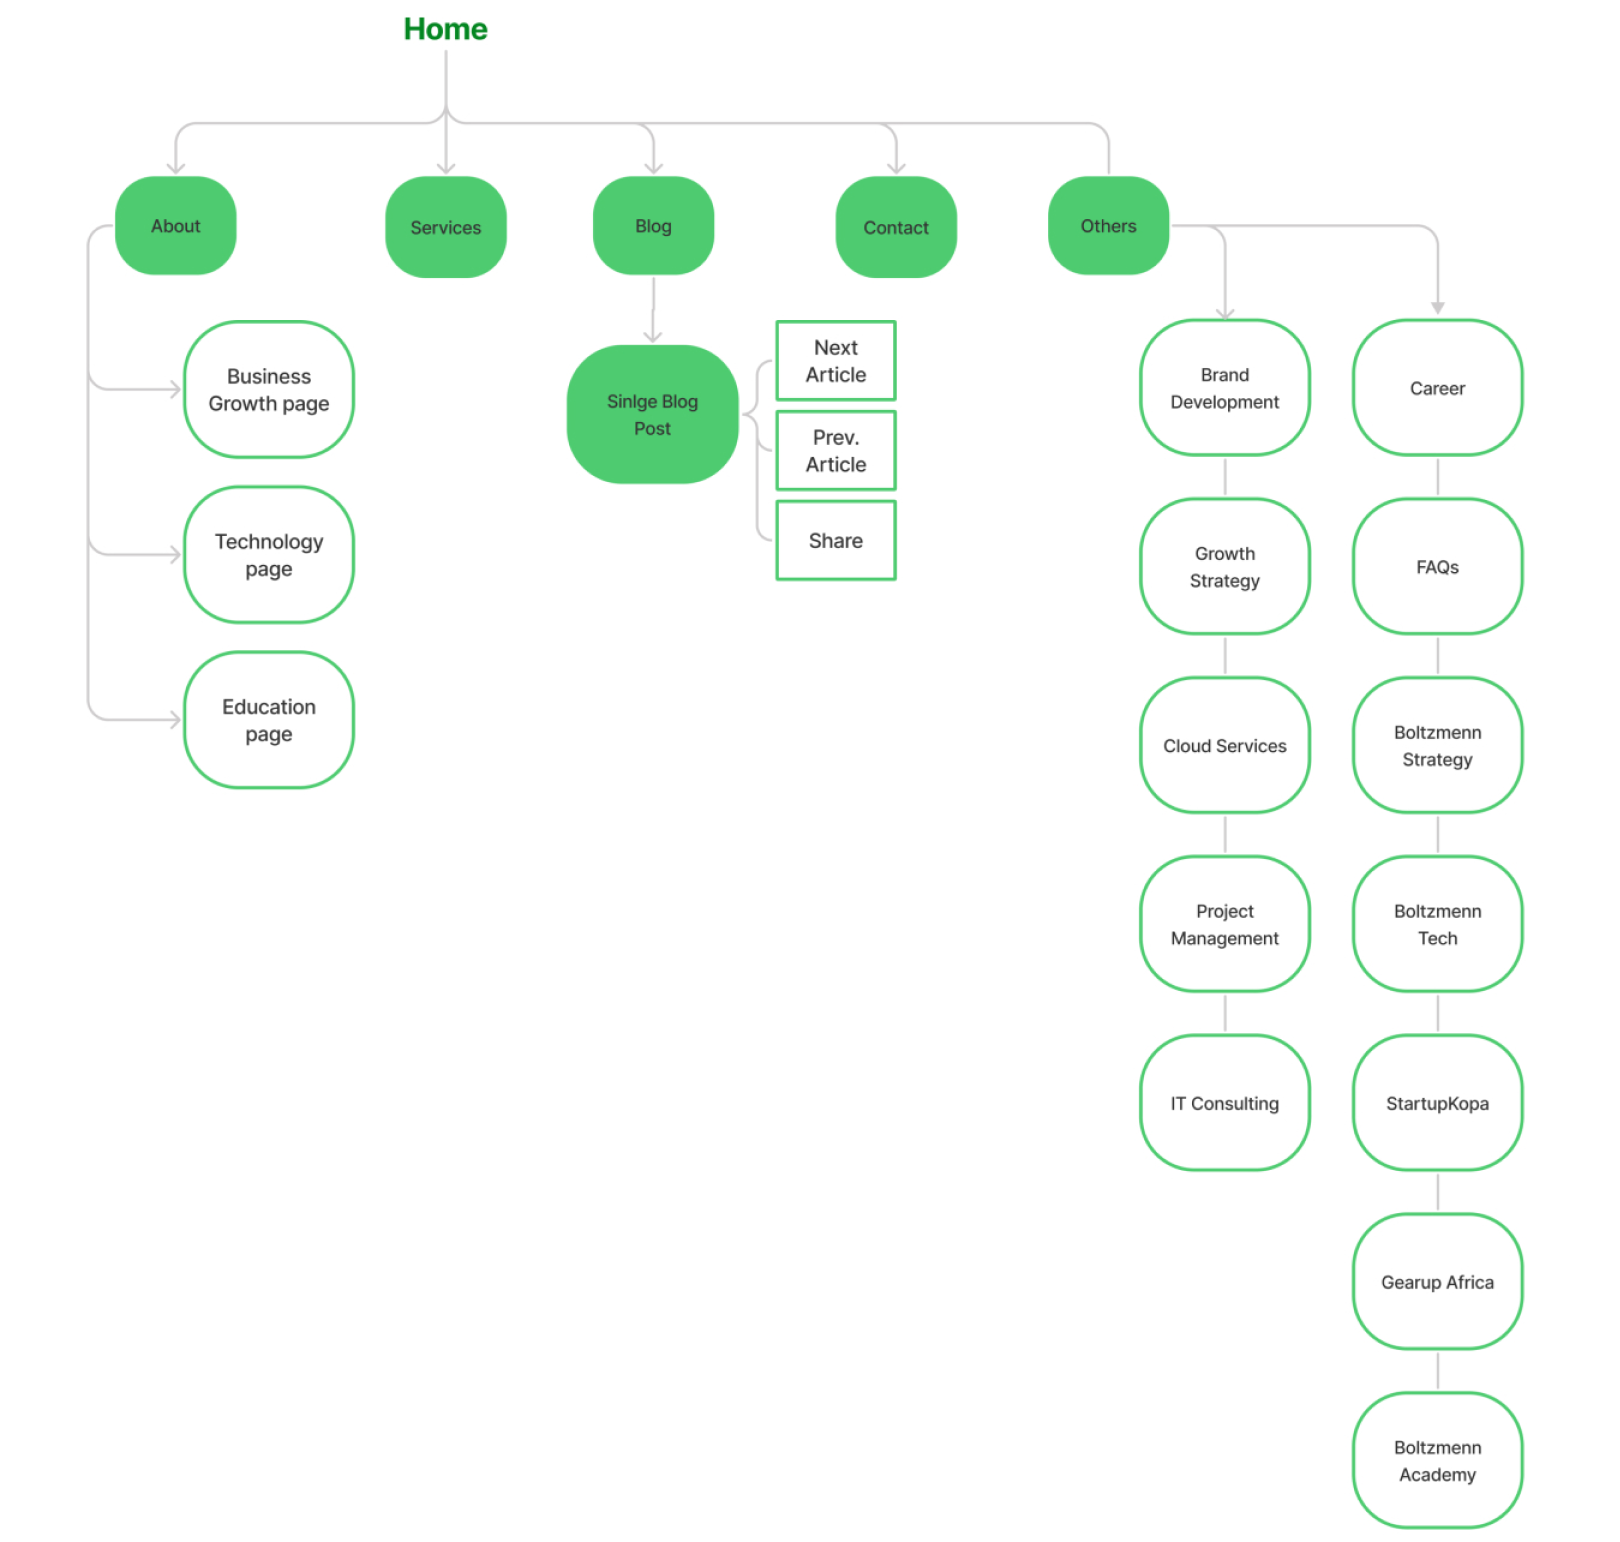 Home
About
Services
Blog
Contact
Others
Business
Growth page
Technology
page
Education
page
Sinlge Blog
Post
Next
Article
Prev.
Article
Share
Brand
Development
Growth
Strategy
Cloud Services
Project
Management
IT Consulting
Career
FAQs
Boltzmenn
Strategy
Boltzmenn
Tech
StartupKopa
Gearup Africa
Boltzmenn
Academy